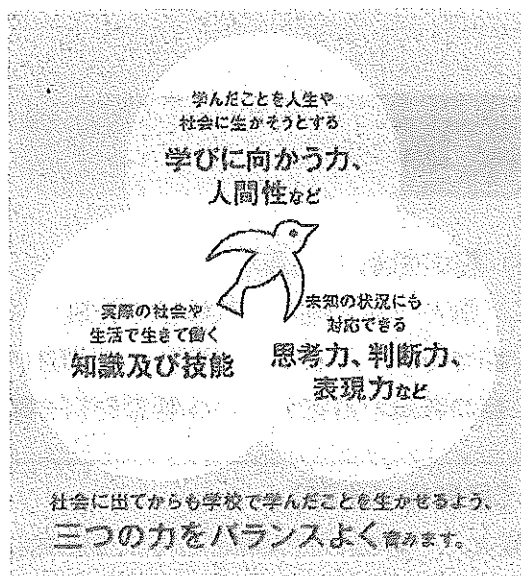 学んだことを人生や
社会に生かそうとする
学びに向かう力、
人間性など
実際の社会や
生活で生きて働く
知識及び技能
未知の状況にも
対応できる
思考力、判断力、
表現力など
社会に出てからも学校で学んだことを生かせるよう、
三つの力をバランスよく育みます。